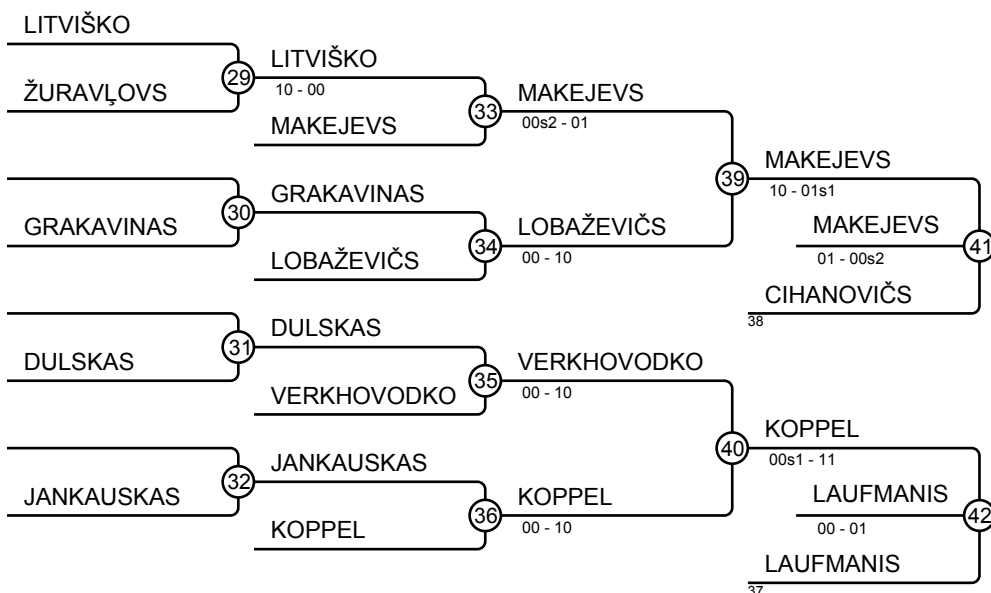 LITVIŠKO
ŽURAVĻOVS
29
LITVIŠKO
10 - 00
MAKEJEVS
33
MAKEJEVS
00s2 - 01
GRAKAVINAS
30
GRAKAVINAS
LOBAŽEVIČS
34
LOBAŽEVIČS
00 - 10
39
MAKEJEVS
10 - 01s1
MAKEJEVS
01 - 00s2
41
CIHANOVIČS
38
DULSKAS
31
DULSKAS
VERKHOVODKO
35
VERKHOVODKO
00 - 10
JANKAUSKAS
32
JANKAUSKAS
KOPPEL
36
KOPPEL
00 - 10
40
KOPPEL
00s1 - 11
LAUFMANIS
00 - 01
42
LAUFMANIS
37